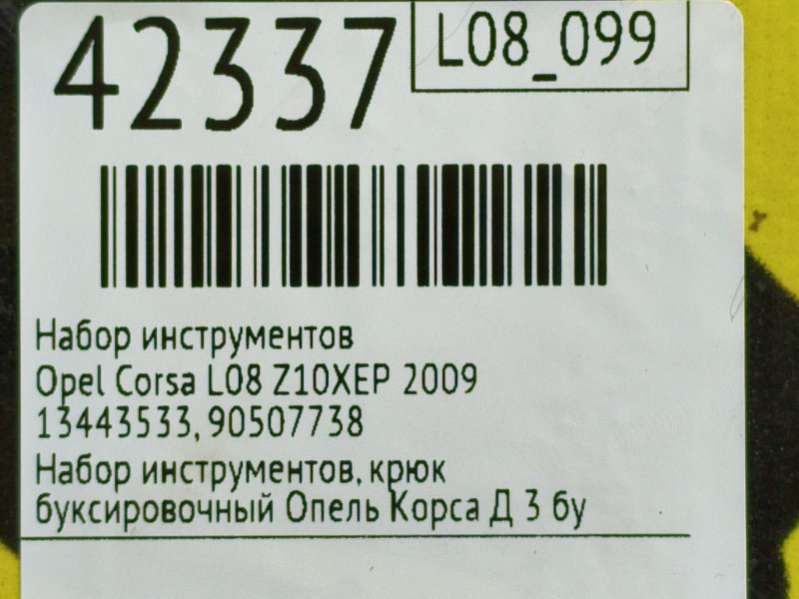 42337
L08_099
Набор инструментов
Opel Corsa L08 Z10XEP 2009
13443533, 90507738
Набор инструментов, крюк
буксировочный Опель Корса Д 3 бу